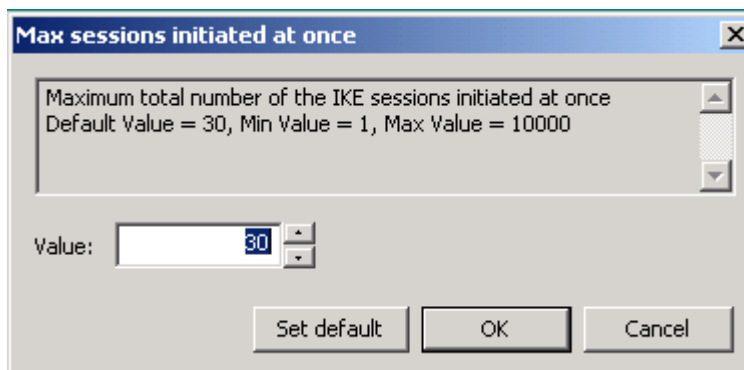 Max sessions initiated at once
Maximum total number of the IKE sessions initiated at once
Default Value = 30, Min Value = 1, Max Value = 10000
Value: 30
Set default OK Cancel